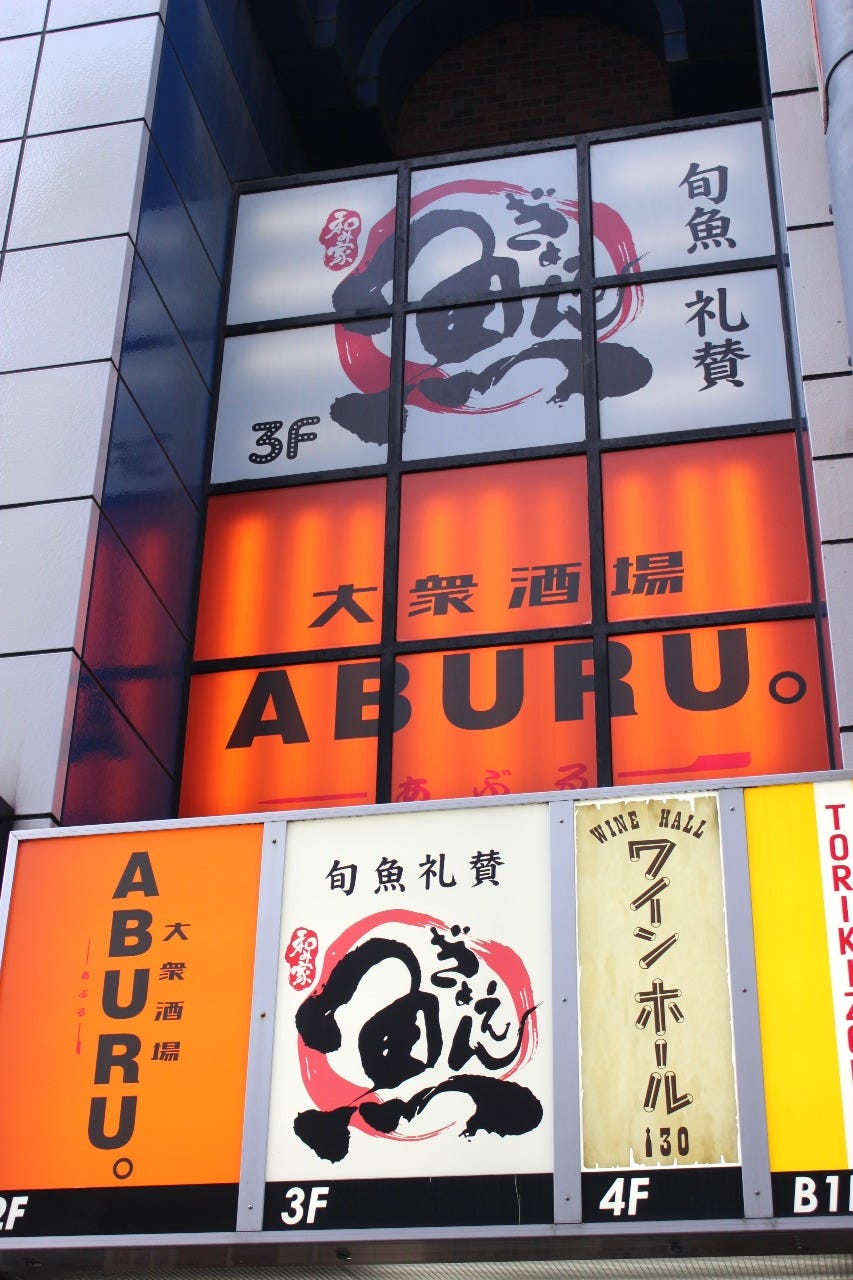 旬魚
礼賛
和み家
魚
ぎょえん
3F
大衆酒場
ABURU。
あぶる
ABURU。
大衆酒場
あぶる
2F
旬魚礼賛
和み家
魚
ぎょえん
3F
WINE HALL
ワインホール
130
4F
TORIKIZO
B1